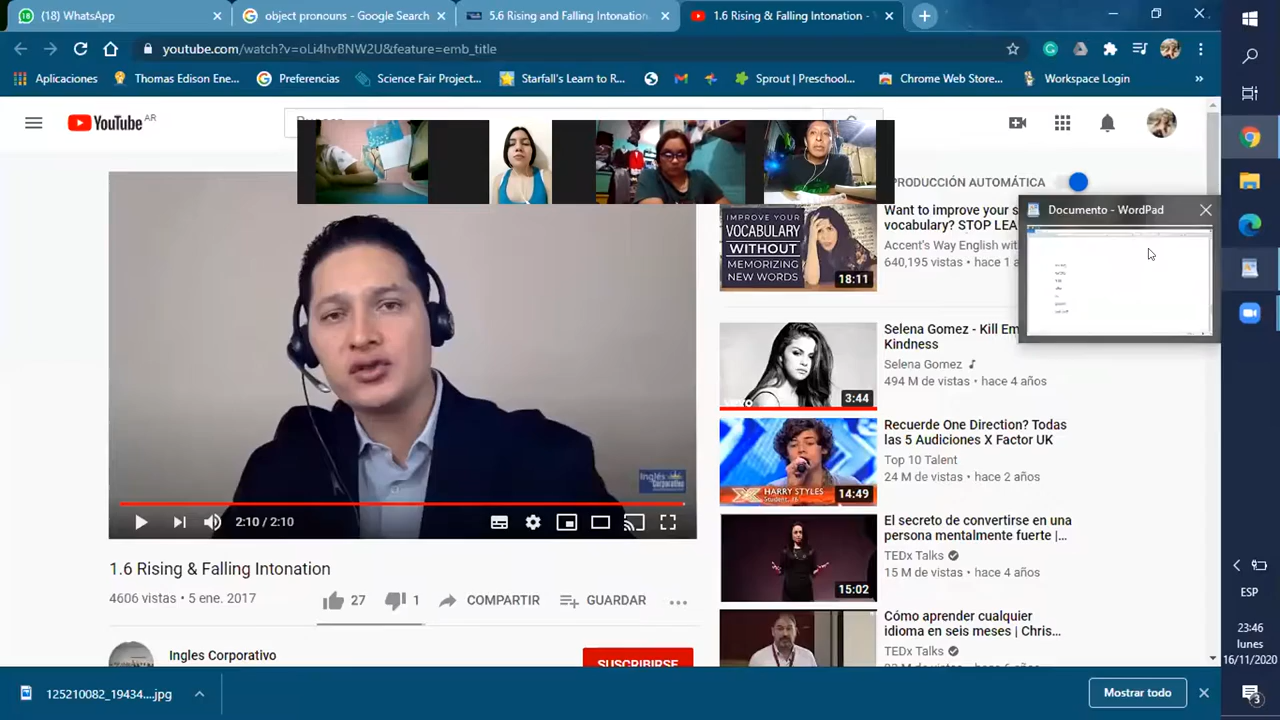 (18) WhatsApp
object pronouns - Google Search
5.6 Rising and Falling Intonation
1.6 Rising & Falling Intonation -
youtube.com/watch?v=oLi4hvBNW2U&feature=emb_title
Aplicaciones
Thomas Edison Ene...
Preferencias
Science Fair Project...
Starfall's Learn to R...
Sprout | Preschool...
Chrome Web Store...
Workspace Login
»
YouTube AR
PRODUCCIÓN AUTOMÁTICA
Documento - WordPad
IMPROVE YOUR
VOCABULARY
WITHOUT
MEMORIZING
NEW WORDS
18:11
Want to improve your s
vocabulary? STOP LEA
Accent's Way English with
640,195 vistas • hace 1 a
3:44
Selena Gomez - Kill Em
Kindness
Selena Gomez
494 M de vistas • hace 4 años
HARRY STYLES
14:49
Recuerde One Direction? Todas
las 5 Audiciones X Factor UK
Top 10 Talent
24 M de vistas • hace 2 años
15:02
El secreto de convertirse en una
persona mentalmente fuerte |...
TEDx Talks
15 M de vistas • hace 4 años
Cómo aprender cualquier
idioma en seis meses | Chris...
TEDx Talks
Inglés
Corporativo
2:10 / 2:10
1.6 Rising & Falling Intonation
4606 vistas • 5 ene. 2017
27
1
COMPARTIR
GUARDAR
Ingles Corporativo
SUSCRIBIRSE
125210082_19434....jpg
Mostrar todo
ESP
23:46
lunes
16/11/2020
3